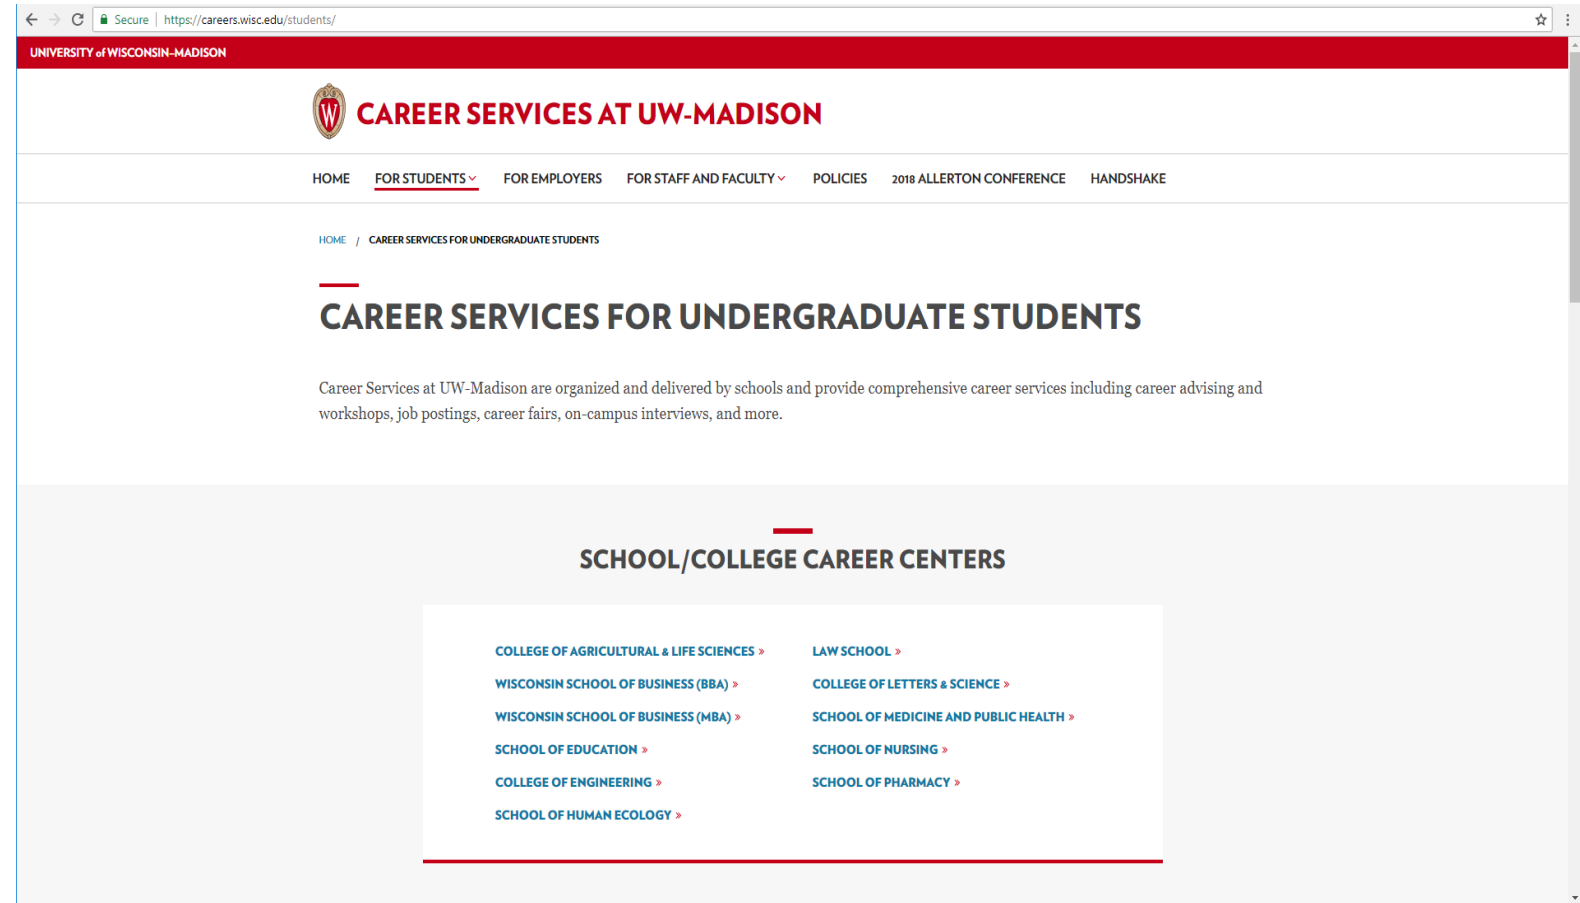 Secure | https://careers.wisc.edu/students/
UNIVERSITY of WISCONSIN–MADISON
W CAREER SERVICES AT UW-MADISON
HOME FOR STUDENTS FOR EMPLOYERS FOR STAFF AND FACULTY POLICIES 2018 ALLERTON CONFERENCE HANDSHAKE
HOME / CAREER SERVICES FOR UNDERGRADUATE STUDENTS
CAREER SERVICES FOR UNDERGRADUATE STUDENTS
Career Services at UW-Madison are organized and delivered by schools and provide comprehensive career services including career advising and
workshops, job postings, career fairs, on-campus interviews, and more.
SCHOOL/COLLEGE CAREER CENTERS
COLLEGE OF AGRICULTURAL & LIFE SCIENCES »
WISCONSIN SCHOOL OF BUSINESS (BBA) »
WISCONSIN SCHOOL OF BUSINESS (MBA) »
SCHOOL OF EDUCATION »
COLLEGE OF ENGINEERING »
SCHOOL OF HUMAN ECOLOGY »
LAW SCHOOL »
COLLEGE OF LETTERS & SCIENCE »
SCHOOL OF MEDICINE AND PUBLIC HEALTH »
SCHOOL OF NURSING »
SCHOOL OF PHARMACY »